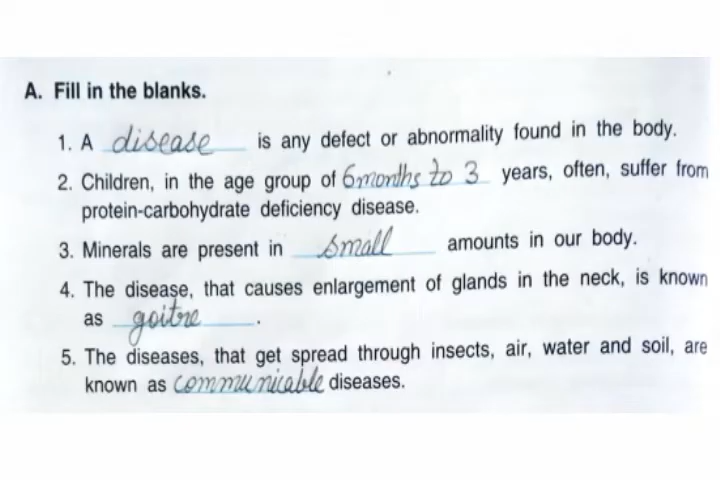 A. Fill in the blanks.
1. A disease is any defect or abnormality found in the body.
2. Children, in the age group of 6months to 3 years, often, suffer from
protein-carbohydrate deficiency disease.
3. Minerals are present in small amounts in our body.
4. The disease, that causes enlargement of glands in the neck, is known
as goitre.
5. The diseases, that get spread through insects, air, water and soil, are
known as communicable diseases.